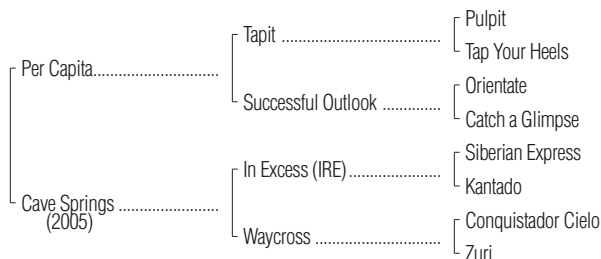 Pulpit
Tapit ........................................
Tap Your Heels
Per Capita................................
Orientate
Successful Outlook ..............
Catch a Glimpse
Siberian Express
In Excess (IRE)......................
Kantado
Cave Springs .........................
(2005)
Conquistador Cielo
Waycross ...............................
Zuri